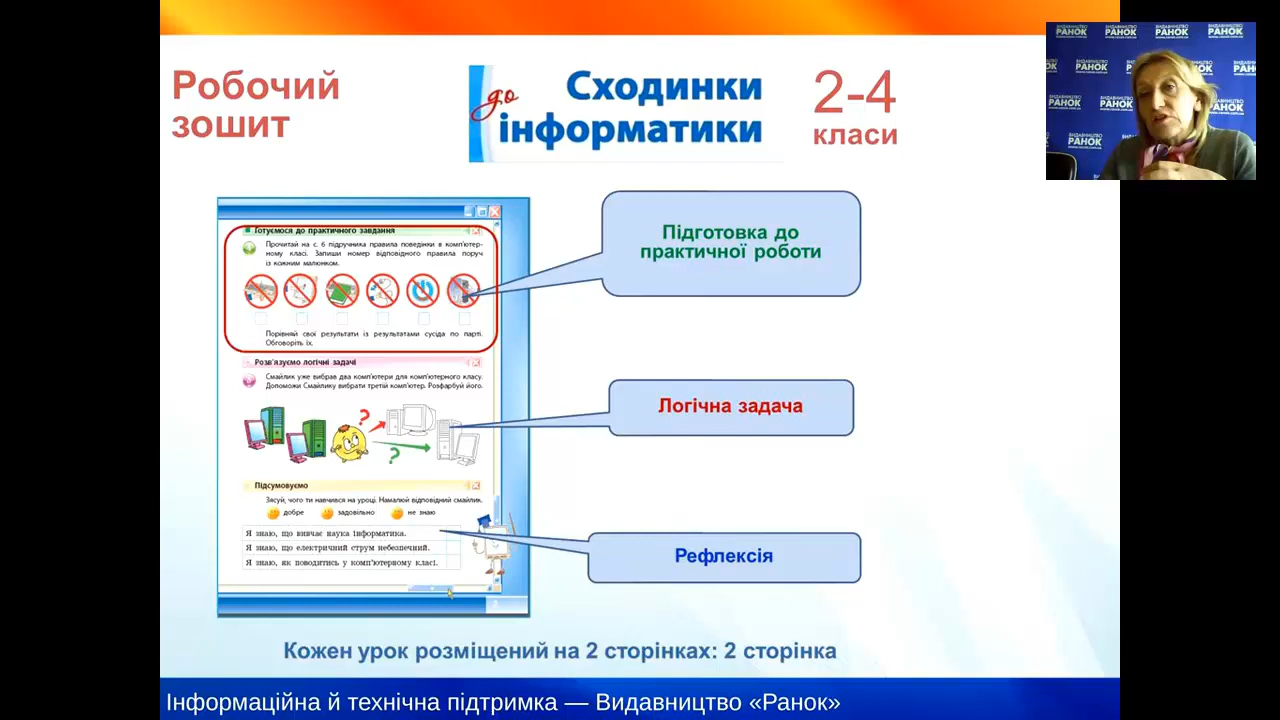 Робочий
зошит
Сходинки
до
інформатики
2-4
класи
ВИДАВНИЦТВО
РАНОК
Готуємося до практичного завдання
Прочитай на с. 6 підручника правила поведінки в комп'ютер-
ному класі. Запиши номер відповідного правила поруч
із кожним малюнком.
Порівняй свої результати із результатами сусіда по парті.
Обговоріть їх.
Розв'язуємо логічні задачі
Смайлик уже вибрав два комп'ютери для комп'ютерного класу.
Допоможи Смайлику вибрати третій комп'ютер. Розфарбуй його.
?
?
Підсумовуємо
Зясуй, чого ти навчився на уроці. Намалюй відповідний смайлик.
добре задовільно не знаю
Я знаю, що вивчає наука інформатика.
Я знаю, що електричний струм небезпечний.
Я знаю, як поводитись у комп'ютерному класі.
Підготовка до
практичної роботи
Логічна задача
Рефлексія
Кожен урок розміщений на 2 сторінках: 2 сторінка
Інформаційна й технічна підтримка — Видавництво «Ранок»